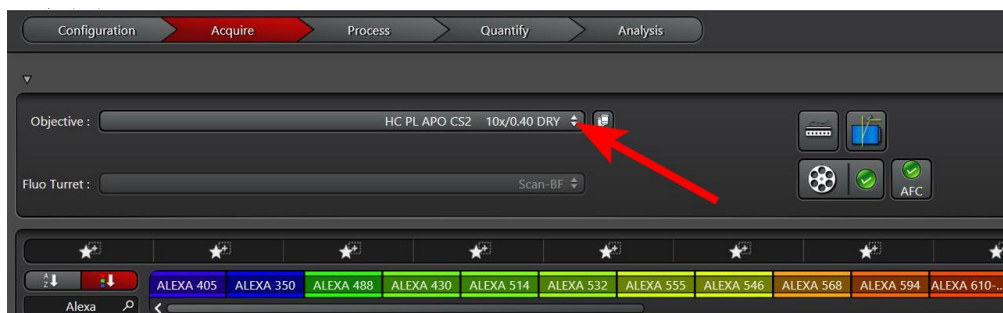 Configuration Acquire Process Quantify Analysis
Objective : HC PL APO CS2 10x/0.40 DRY
Fluo Turret : Scan-BF
AFC
A
Z
ALEXA 405 ALEXA 350 ALEXA 488 ALEXA 430 ALEXA 514 ALEXA 532 ALEXA 555 ALEXA 546 ALEXA 568 ALEXA 594 ALEXA 610-...
Alexa